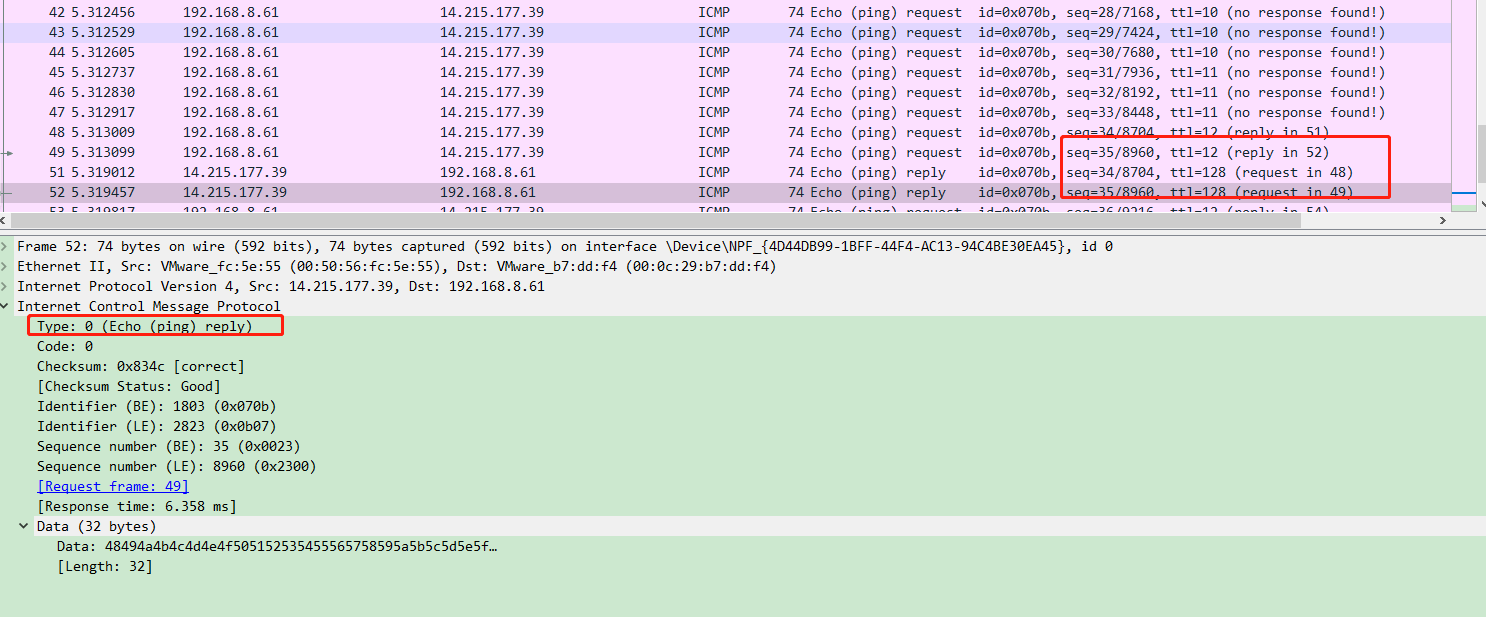 42 5.312456 192.168.8.61 14.215.177.39 ICMP 74 Echo (ping) request id=0x070b, seq=28/7168, ttl=10 (no response found!)
43 5.312529 192.168.8.61 14.215.177.39 ICMP 74 Echo (ping) request id=0x070b, seq=29/7424, ttl=10 (no response found!)
44 5.312605 192.168.8.61 14.215.177.39 ICMP 74 Echo (ping) request id=0x070b, seq=30/7680, ttl=10 (no response found!)
45 5.312737 192.168.8.61 14.215.177.39 ICMP 74 Echo (ping) request id=0x070b, seq=31/7936, ttl=11 (no response found!)
46 5.312830 192.168.8.61 14.215.177.39 ICMP 74 Echo (ping) request id=0x070b, seq=32/8192, ttl=11 (no response found!)
47 5.312917 192.168.8.61 14.215.177.39 ICMP 74 Echo (ping) request id=0x070b, seq=33/8448, ttl=11 (no response found!)
48 5.313009 192.168.8.61 14.215.177.39 ICMP 74 Echo (ping) request id=0x070b, seq=34/8704, ttl=12 (reply in 51)
49 5.313099 192.168.8.61 14.215.177.39 ICMP 74 Echo (ping) request id=0x070b, seq=35/8960, ttl=12 (reply in 52)
51 5.319012 14.215.177.39 192.168.8.61 ICMP 74 Echo (ping) reply id=0x070b, seq=34/8704, ttl=128 (request in 48)
52 5.319457 14.215.177.39 192.168.8.61 ICMP 74 Echo (ping) reply id=0x070b, seq=35/8960, ttl=128 (request in 49)
53 5.319817 192.168.8.61 14.215.177.39 ICMP 74 Echo (ping) request id=0x070b, seq=36/9216, ttl=12 (reply in 54)
Frame 52: 74 bytes on wire (592 bits), 74 bytes captured (592 bits) on interface \Device\NPF_{4D44DB99-1BFF-44F4-AC13-94C4BE30EA45}, id 0
Ethernet II, Src: VMware_fc:5e:55 (00:50:56:fc:5e:55), Dst: VMware_b7:dd:f4 (00:0c:29:b7:dd:f4)
Internet Protocol Version 4, Src: 14.215.177.39, Dst: 192.168.8.61
Internet Control Message Protocol
Type: 0 (Echo (ping) reply)
Code: 0
Checksum: 0x834c [correct]
[Checksum Status: Good]
Identifier (BE): 1803 (0x070b)
Identifier (LE): 2823 (0x0b07)
Sequence number (BE): 35 (0x0023)
Sequence number (LE): 8960 (0x2300)
[Request frame: 49]
[Response time: 6.358 ms]
Data (32 bytes)
Data: 48494a4b4c4d4e4f505152535455565758595a5b5c5d5e5f…
[Length: 32]